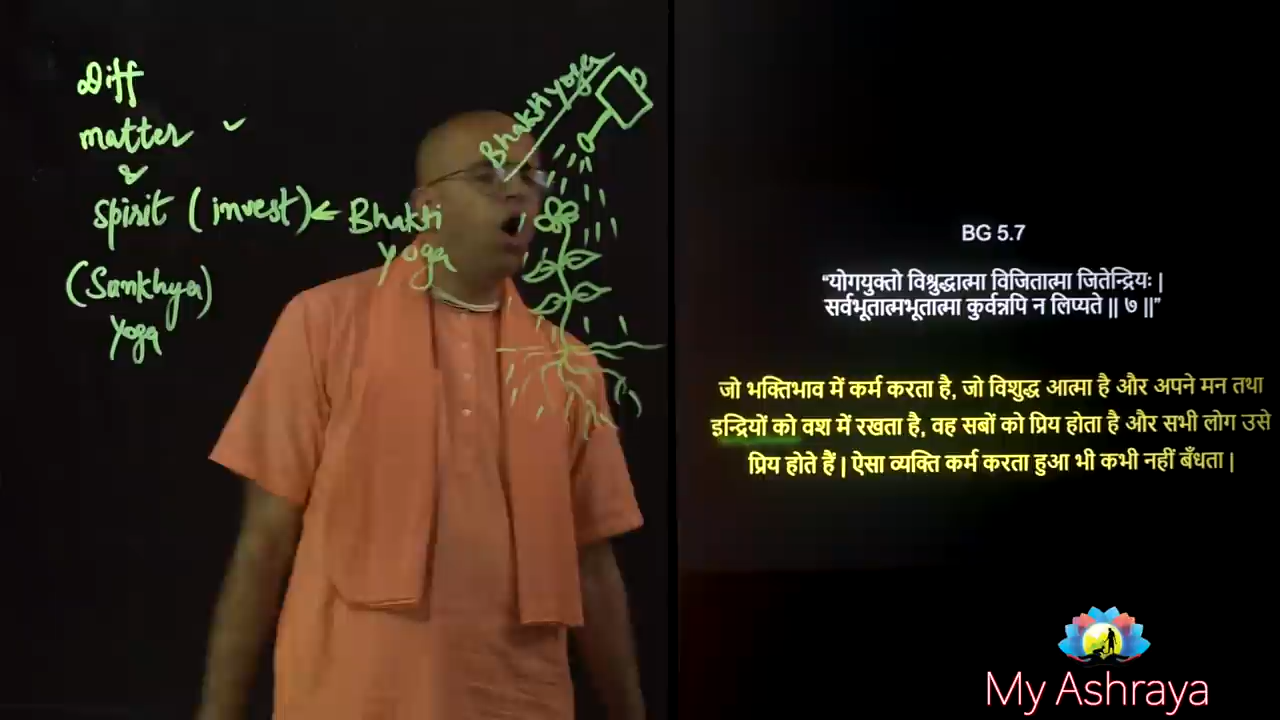 Diff
matter ✓
&
spirit (invest) ← Bhakti
yoga
(Sankhya)
yoga
Bhakti yoga
BG 5.7
“योगयुक्तो विश्रुद्धात्मा विजितात्मा जितेन्द्रियः |
सर्वभूतात्मभूतात्मा कुर्वन्नपि न लिप्यते || ७ ||”
जो भक्तिभाव में कर्म करता है, जो विशुद्ध आत्मा है और अपने मन तथा
इन्द्रियों को वश में रखता है, वह सबों को प्रिय होता है और सभी लोग उसे
प्रिय होते हैं | ऐसा व्यक्ति कर्म करता हुआ भी कभी नहीं बँधता |
My Ashraya